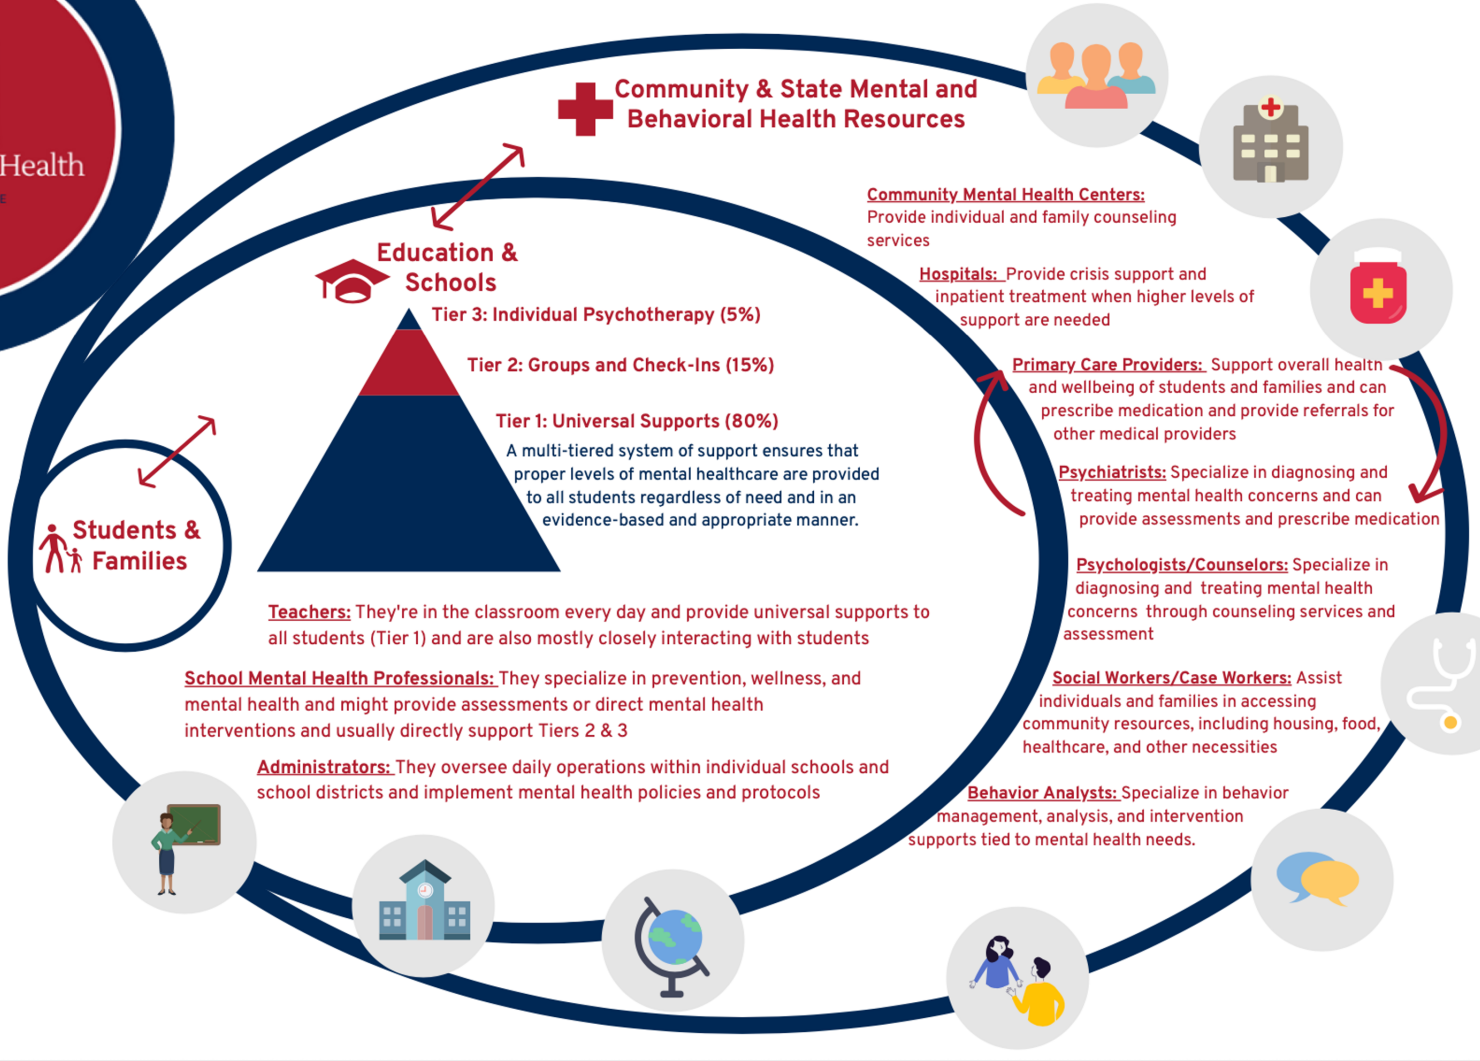 Health
E
Community & State Mental and
Behavioral Health Resources
Education &
Schools
Tier 3: Individual Psychotherapy (5%)
Tier 2: Groups and Check-Ins (15%)
Tier 1: Universal Supports (80%)
A multi-tiered system of support ensures that
proper levels of mental healthcare are provided
to all students regardless of need and in an
evidence-based and appropriate manner.
Students &
Families
Teachers: They're in the classroom every day and provide universal supports to
all students (Tier 1) and are also mostly closely interacting with students
School Mental Health Professionals: They specialize in prevention, wellness, and
mental health and might provide assessments or direct mental health
interventions and usually directly support Tiers 2 & 3
Administrators: They oversee daily operations within individual schools and
school districts and implement mental health policies and protocols
Community Mental Health Centers:
Provide individual and family counseling
services
Hospitals: Provide crisis support and
inpatient treatment when higher levels of
support are needed
Primary Care Providers: Support overall health
and wellbeing of students and families and can
prescribe medication and provide referrals for
other medical providers
Psychiatrists: Specialize in diagnosing and
treating mental health concerns and can
provide assessments and prescribe medication
Psychologists/Counselors: Specialize in
diagnosing and treating mental health
concerns through counseling services and
assessment
Social Workers/Case Workers: Assist
individuals and families in accessing
community resources, including housing, food,
healthcare, and other necessities
Behavior Analysts: Specialize in behavior
management, analysis, and intervention
supports tied to mental health needs.